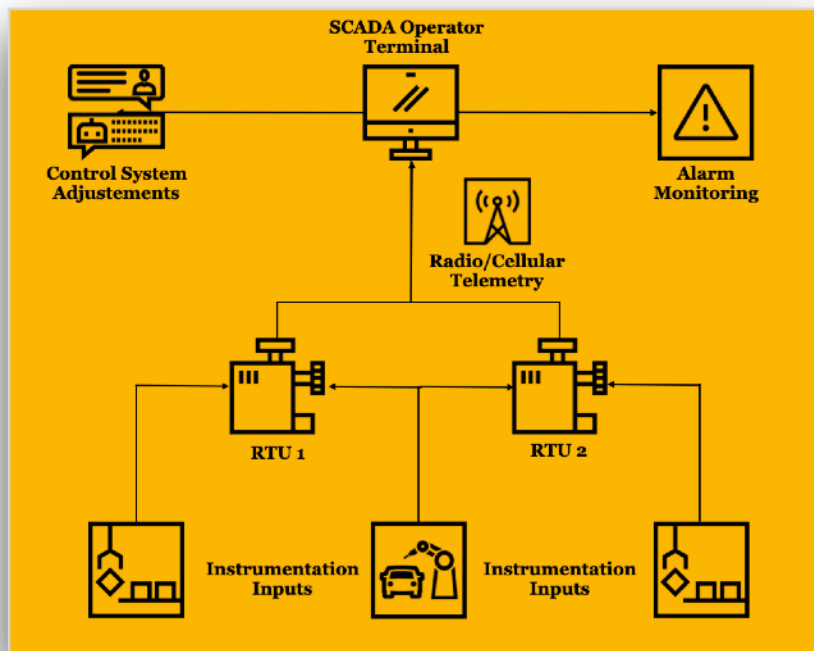 SCADA Operator
Terminal
Control System
Adjustements
Alarm
Monitoring
Radio/Cellular
Telemetry
RTU 1
RTU 2
Instrumentation
Inputs
Instrumentation
Inputs